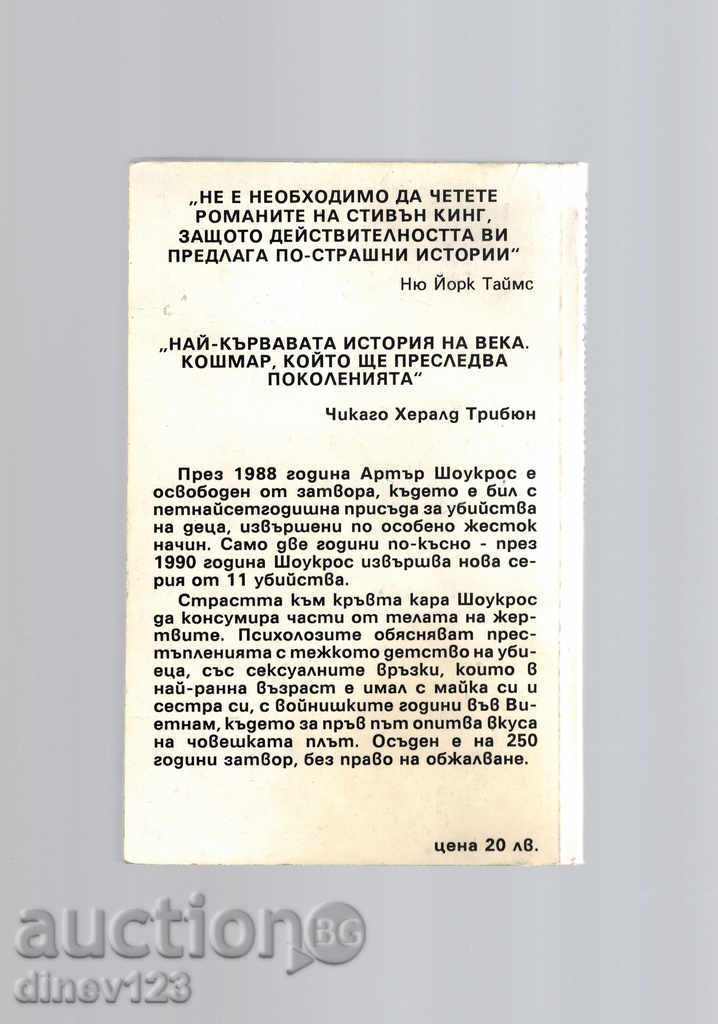 „НЕ Е НЕОБХОДИМО ДА ЧЕТЕТЕ
РОМАНИТЕ НА СТИВЪН КИНГ,
ЗАЩОТО ДЕЙСТВИТЕЛНОСТТА ВИ
ПРЕДЛАГА ПО-СТРАШНИ ИСТОРИИ“
Ню Йорк Таймс
„НАЙ-КЪРВАВАТА ИСТОРИЯ НА ВЕКА.
КОШМАР, КОЙТО ЩЕ ПРЕСЛЕДВА
ПОКОЛЕНИЯТА“
Чикаго Хералд Трибюн
През 1988 година Артър Шоукрос е
освободен от затвора, където е бил с
петнайсетгодишна присъда за убийства
на деца, извършени по особено жесток
начин. Само две години по-късно - през
1990 година Шоукрос извършва нова се-
рия от 11 убийства.
Страстта към кръвта кара Шоукрос
да консумира части от телата на жер-
твите. Психолозите обясняват прес-
тъпленията с тежкото детство на уби-
еца, със сексуалните връзки, които в
най-ранна възраст е имал с майка си и
сестра си, с войнишките години във Ви-
етнам, където за пръв път опитва вкуса
на човешката плът. Осъден е на 250
години затвор, без право на обжалване.
цена 20 лв.
auction BG
dinev123